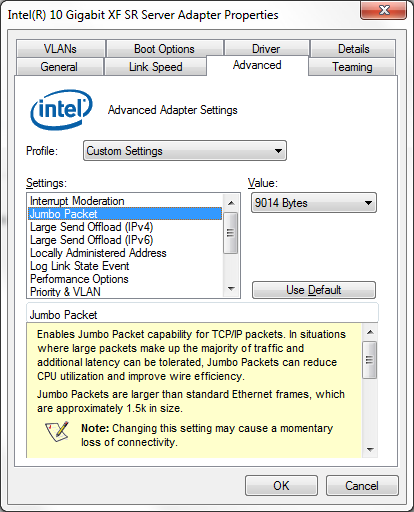 Intel(R) 10 Gigabit XF SR Server Adapter Properties
VLANs Boot Options Driver Details
General Link Speed Advanced Teaming
intel
Advanced Adapter Settings
Profile: Custom Settings
Settings: Value:
Interrupt Moderation 9014 Bytes
Jumbo Packet
Large Send Offload (IPv4)
Large Send Offload (IPv6)
Locally Administered Address
Log Link State Event
Performance Options
Priority & VLAN
Use Default
Jumbo Packet
Enables Jumbo Packet capability for TCP/IP packets. In situations
where large packets make up the majority of traffic and
additional latency can be tolerated, Jumbo Packets can reduce
CPU utilization and improve wire efficiency.
Jumbo Packets are larger than standard Ethernet frames, which
are approximately 1.5k in size.
Note: Changing this setting may cause a momentary
loss of connectivity.
OK Cancel